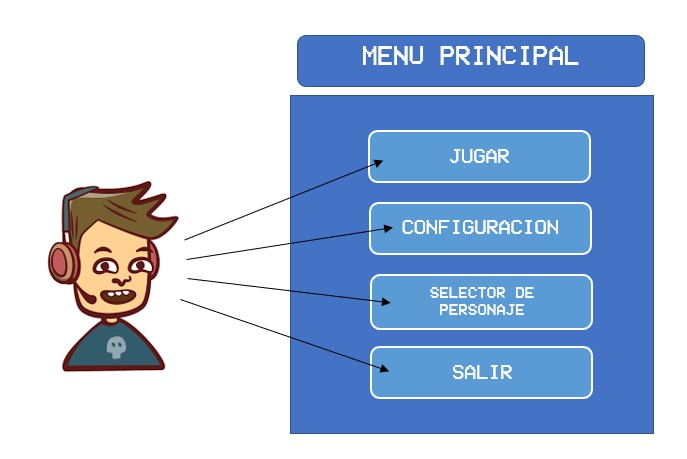 MENU PRINCIPAL
JUGAR
CONFIGURACION
SELECTOR DE
PERSONAJE
SALIR